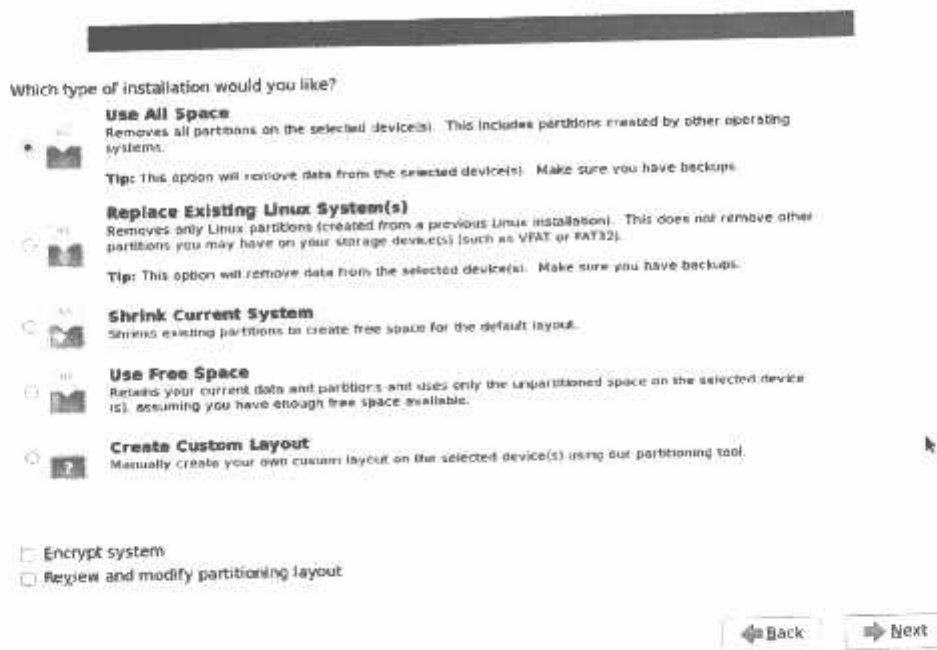 Which type of installation would you like?
Use All Space
Removes all partitions on the selected device(s). This includes partitions created by other operating
systems.
Tip: This option will remove data from the selected device(s). Make sure you have backups.
Replace Existing Linux System(s)
Removes only Linux partitions (created from a previous Linux installation). This does not remove other
partitions you may have on your storage device(s) (such as VFAT or FAT32).
Tip: This option will remove data from the selected device(s). Make sure you have backups.
Shrink Current System
Shrinks existing partitions to create free space for the default layout.
Use Free Space
Retains your current data and partitions and uses only the unpartitioned space on the selected device
(s), assuming you have enough free space available.
Create Custom Layout
?
Manually create your own custom layout on the selected device(s) using our partitioning tool.
Encrypt system
Review and modify partitioning layout
Back
Next